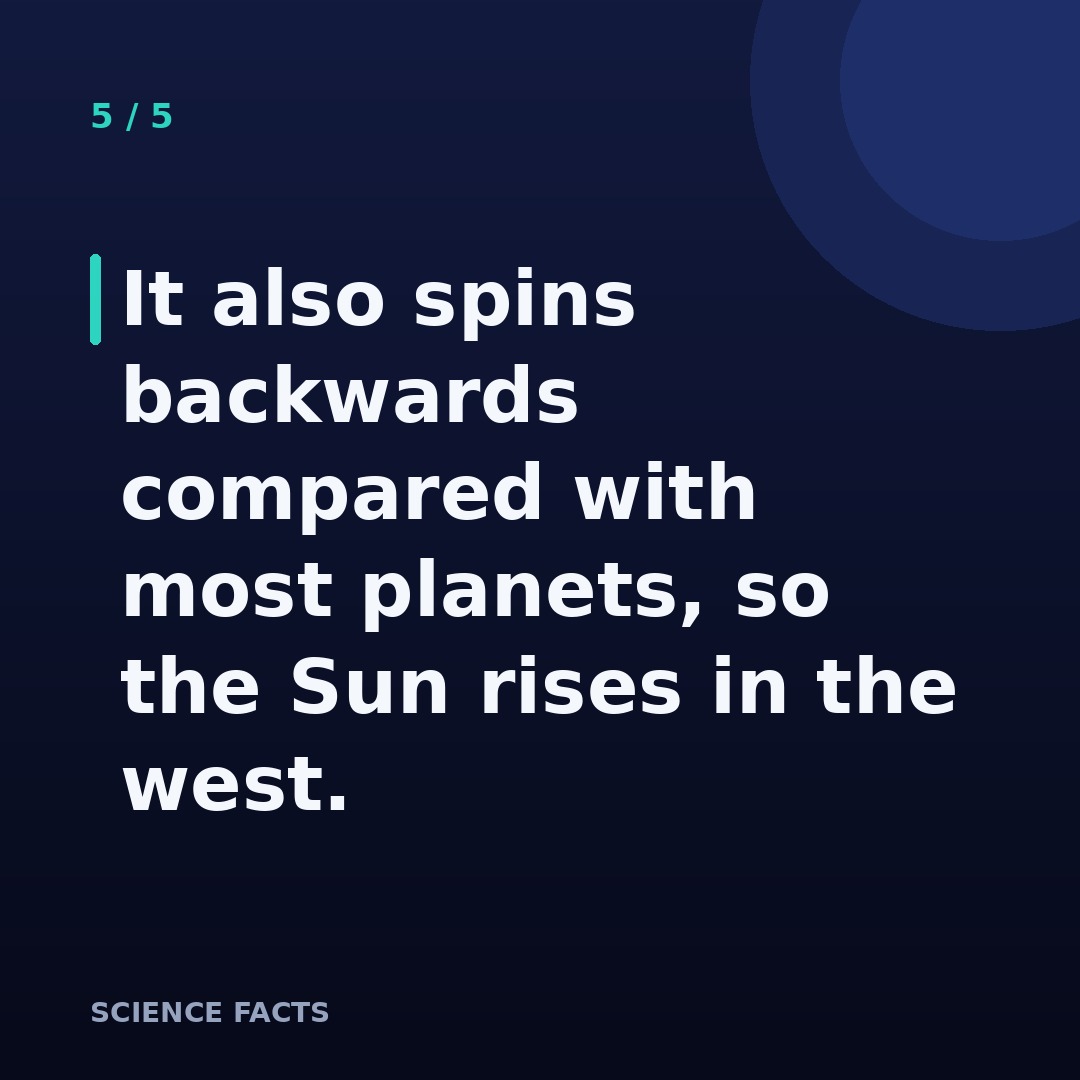 5 / 5
It also spins
backwards
compared with
most planets, so
the Sun rises in the
west.
SCIENCE FACTS